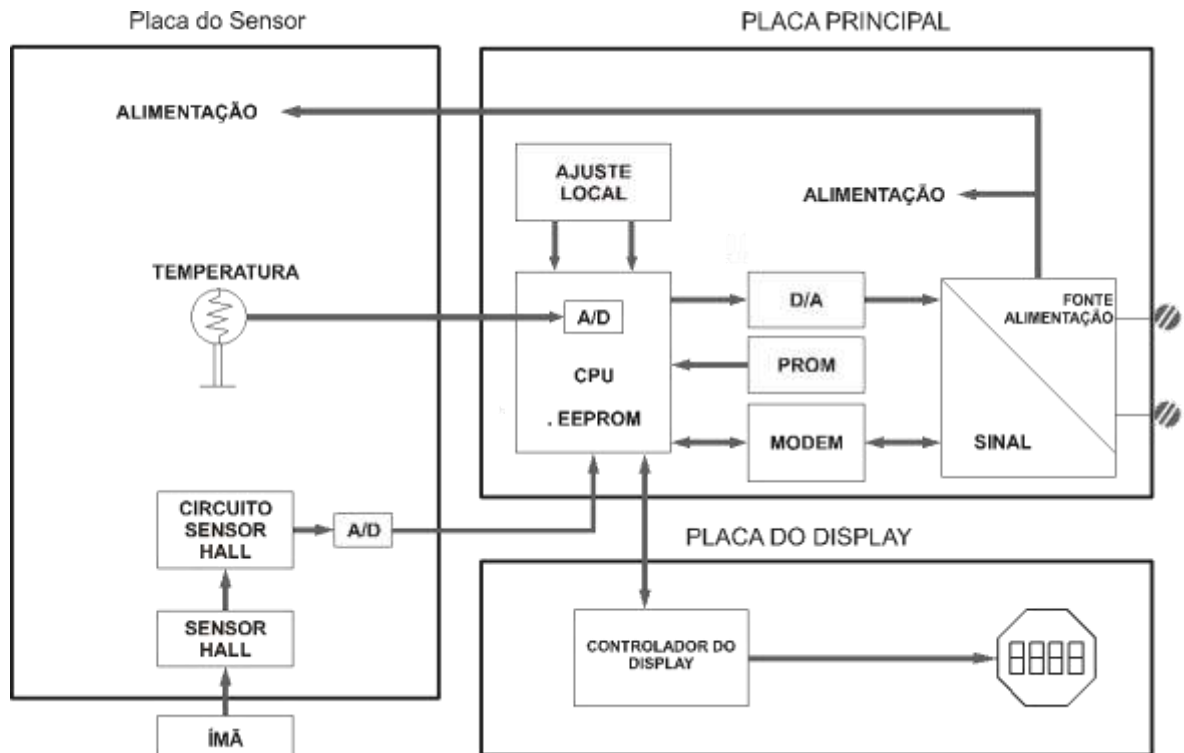 Placa do Sensor
PLACA PRINCIPAL
ALIMENTAÇÃO
AJUSTE
LOCAL
ALIMENTAÇÃO
TEMPERATURA
A/D
CPU
. EEPROM
D/A
PROM
MODEM
FONTE
ALIMENTAÇÃO
SINAL
CIRCUITO
SENSOR
HALL
A/D
SENSOR
HALL
ÍMÃ
PLACA DO DISPLAY
CONTROLADOR DO
DISPLAY
8888